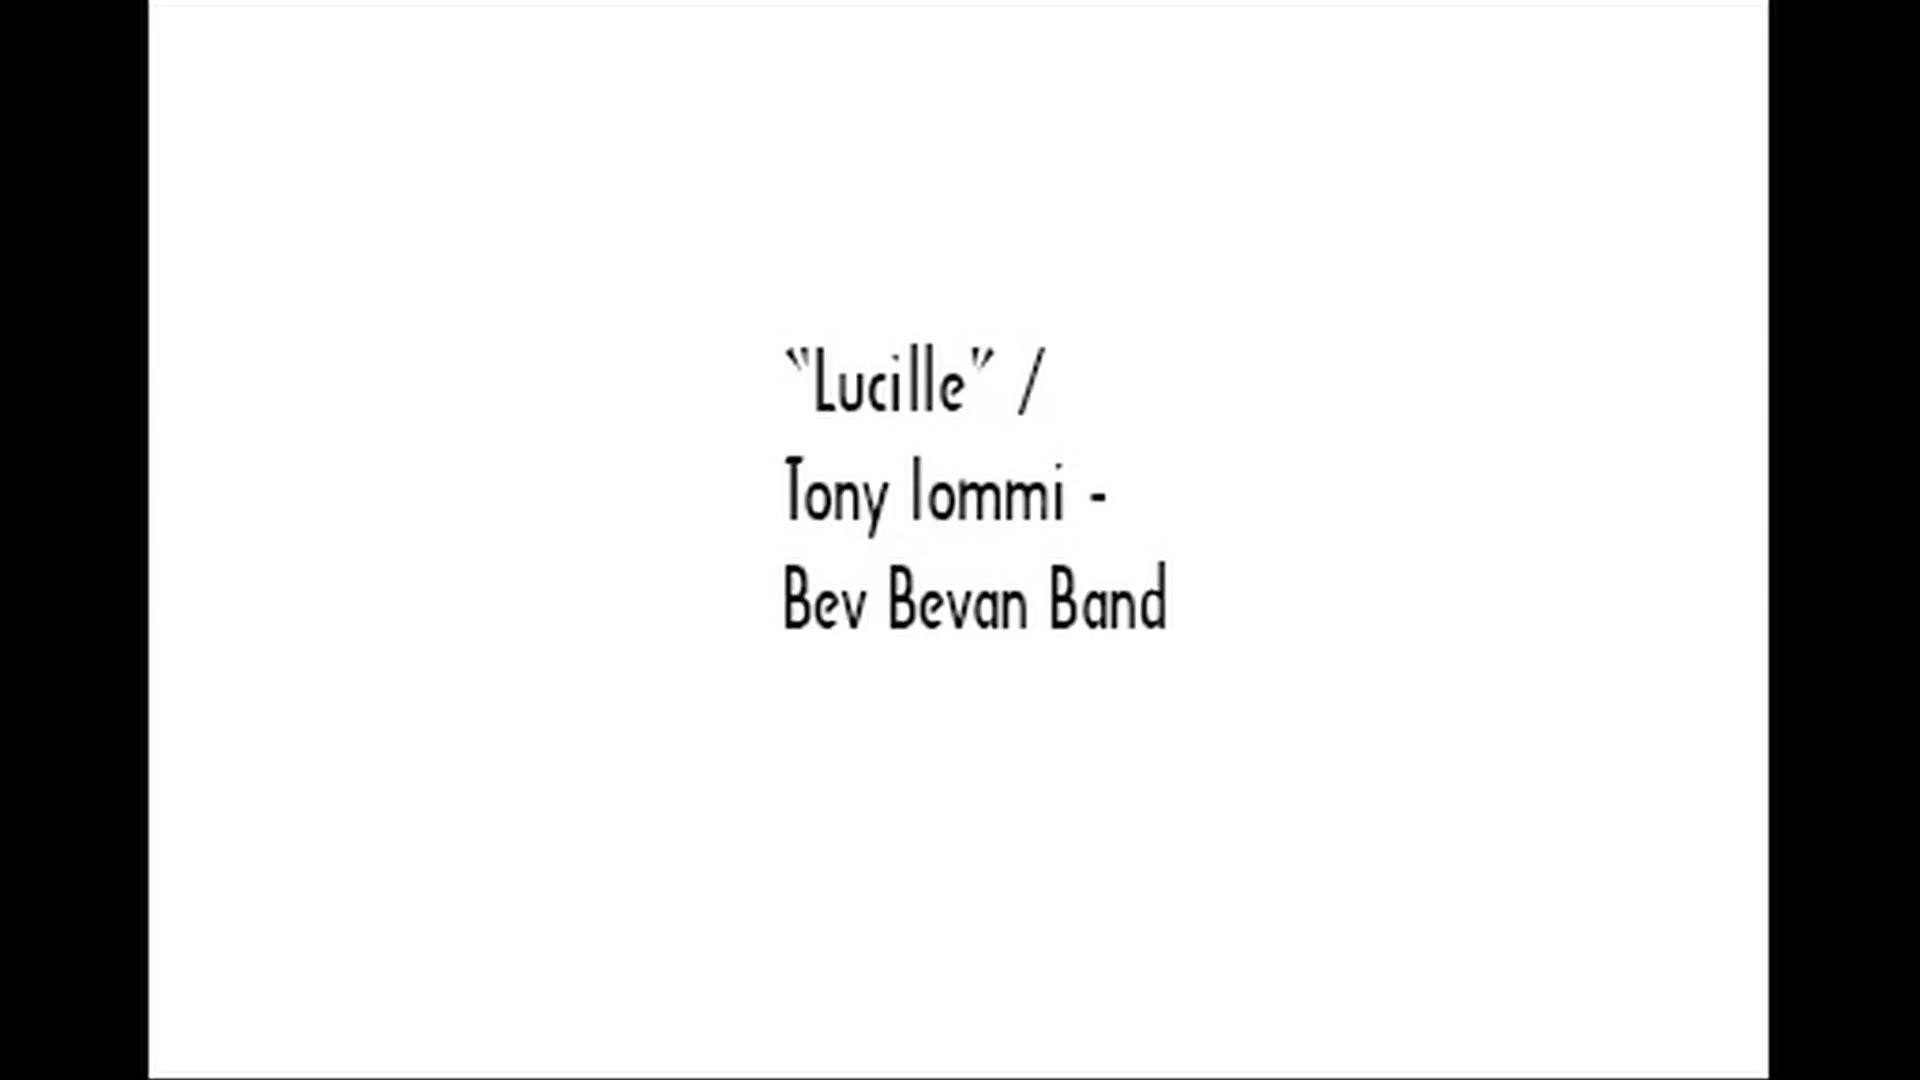 “Lucille” /
Tony Iommi -
Bev Bevan Band